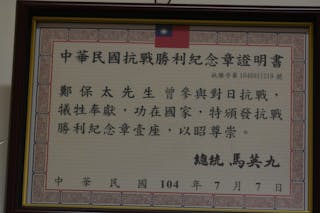 中華民國抗戰勝利紀念章證明書
鄭保太先生曾參與對日抗戰,
犧牲奉獻,功在國家,特頒發抗戰
勝利紀念章壹座,以昭尊崇。
總統 馬英九
中華民國 104 年 7 月 7 日